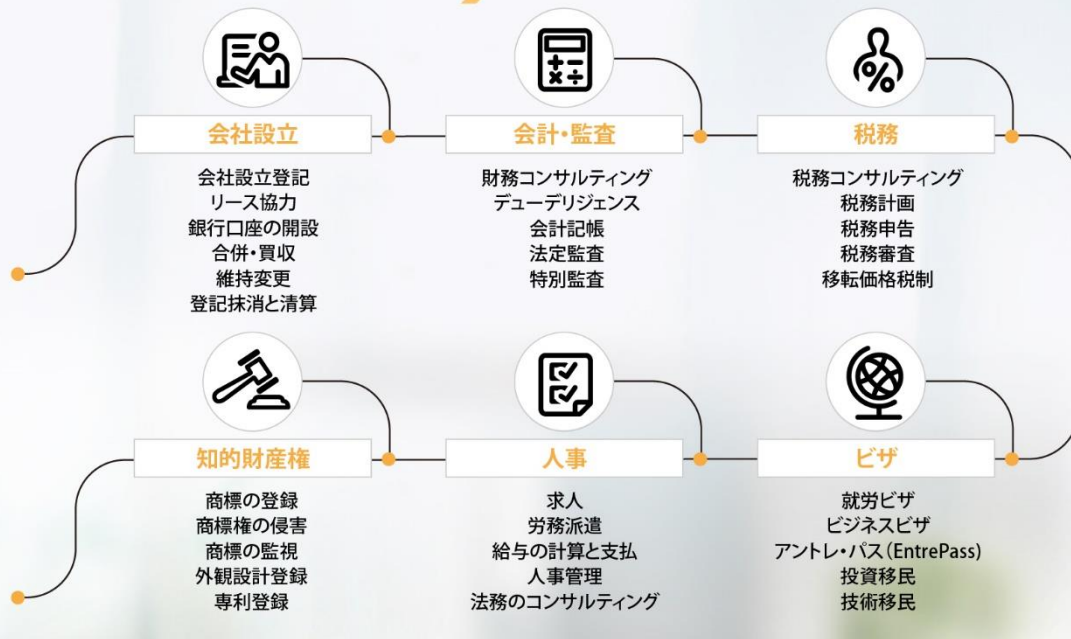 会社設立
会社設立登記
リース協力
銀行口座の開設
合併・買収
維持変更
登記抹消と清算
会計・監査
財務コンサルティング
デューデリジェンス
会計記帳
法定監査
特別監査
税務
税務コンサルティング
税務計画
税務申告
税務審査
移転価格税制
知的財産権
商標の登録
商標権の侵害
商標の監視
外観設計登録
専利登録
人事
求人
労務派遣
給与の計算と支払
人事管理
法務のコンサルティング
ビザ
就労ビザ
ビジネスビザ
アントレ・パス(EntrePass)
投資移民
技術移民